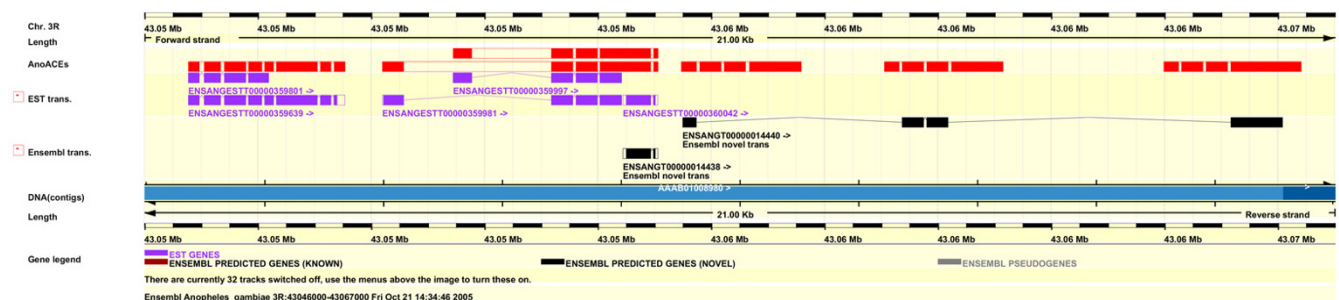 Chr. 3R
43.05 Mb 43.05 Mb 43.05 Mb 43.05 Mb 43.05 Mb 43.06 Mb 43.06 Mb 43.06 Mb 43.06 Mb 43.06 Mb 43.07 Mb
Length
Forward strand 21.00 Kb
AnoACEs
ENSANGESTT00000359801 -> ENSANGESTT00000359997 ->
EST trans.
ENSANGESTT00000359639 -> ENSANGESTT00000359981 -> ENSANGESTT00000360042 ->
ENSANGT00000014440 ->
Ensembl novel trans
Ensembl trans.
ENSANGT00000014438 ->
Ensembl novel trans
AAAB01008980 > >
DNA(contigs)
Length
21.00 Kb Reverse strand
43.05 Mb 43.05 Mb 43.05 Mb 43.05 Mb 43.05 Mb 43.06 Mb 43.06 Mb 43.06 Mb 43.06 Mb 43.06 Mb 43.07 Mb
Gene legend
EST GENES
ENSEMBL PREDICTED GENES (KNOWN) ENSEMBL PREDICTED GENES (NOVEL) ENSEMBL PSEUDOGENES
There are currently 32 tracks switched off, use the menus above the image to turn these on.
Ensembl Anopheles gambiae 3R:43046000-43067000 Fri Oct 21 14:34:46 2005